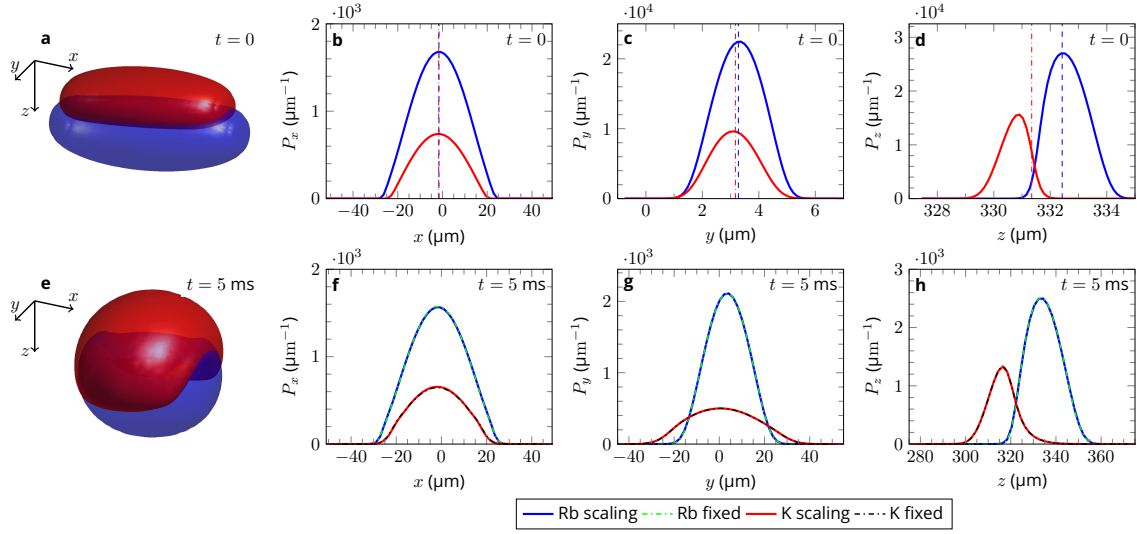 a
t = 0
x
y
z
b
t = 0
·10³
2
1
0
−40 −20 0 20 40
x (µm)
Pₓ (µm⁻¹)
c
t = 0
·10⁴
2
1
0
0 2 4 6
y (µm)
P_y (µm⁻¹)
d
t = 0
·10⁴
3
2
1
0
328 330 332 334
z (µm)
P_z (µm⁻¹)
e
t = 5 ms
x
y
z
f
t = 5 ms
·10³
2
1
0
−40 −20 0 20 40
x (µm)
Pₓ (µm⁻¹)
g
t = 5 ms
·10³
2
1
0
−40 −20 0 20 40
y (µm)
P_y (µm⁻¹)
h
t = 5 ms
·10³
3
2
1
0
280 300 320 340 360
z (µm)
P_z (µm⁻¹)
Rb scaling Rb fixed K scaling K fixed